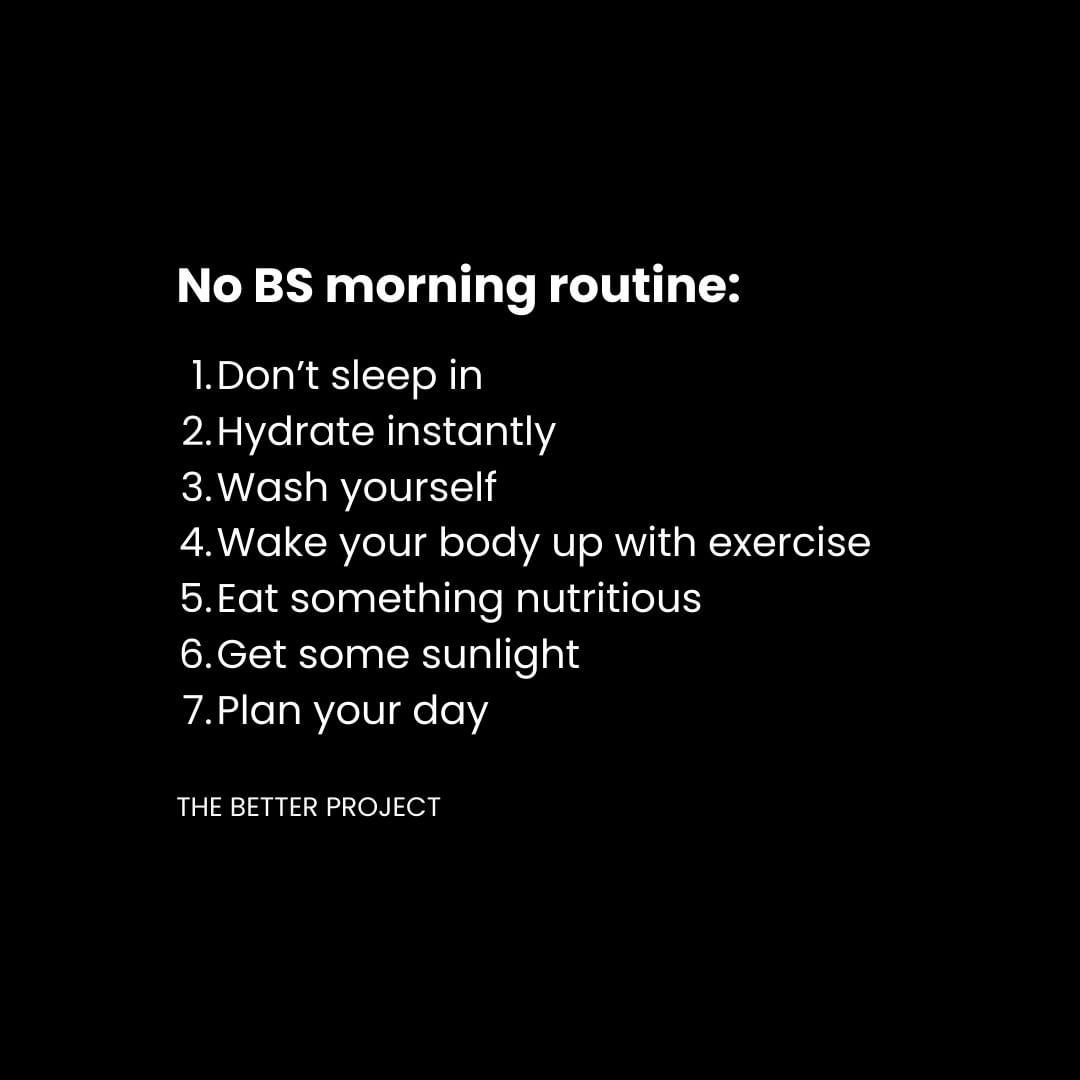 No BS morning routine:
1. Don’t sleep in
2. Hydrate instantly
3. Wash yourself
4. Wake your body up with exercise
5. Eat something nutritious
6. Get some sunlight
7. Plan your day
THE BETTER PROJECT